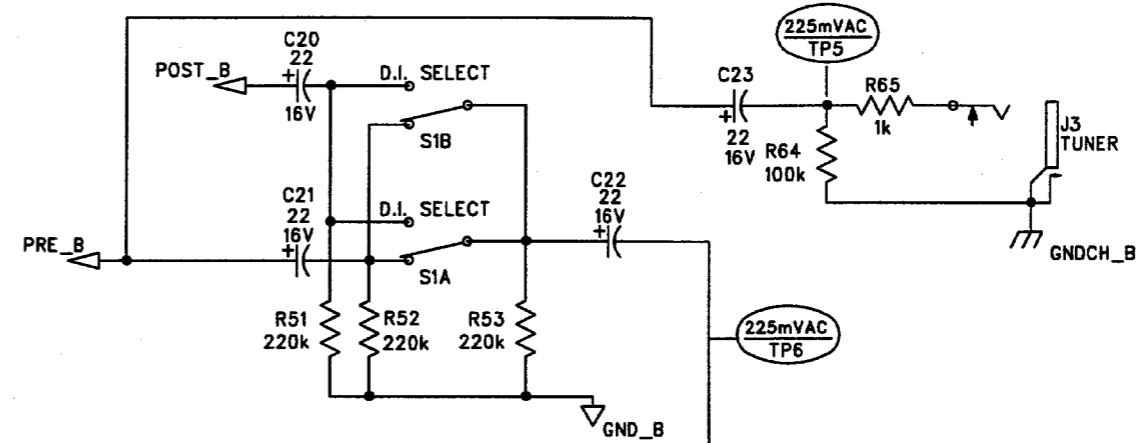 225mVAC
TP5
C20
22
+
16V
POST_B
D.I. SELECT
S1B
C23
+
22
16V
R65
1k
R64
100k
J3
TUNER
C21
22
16V
+
D.I. SELECT
S1A
PRE_B
C22
22
16V
+
GNDCH_B
R51
220k
R52
220k
R53
220k
225mVAC
TP6
GND_B